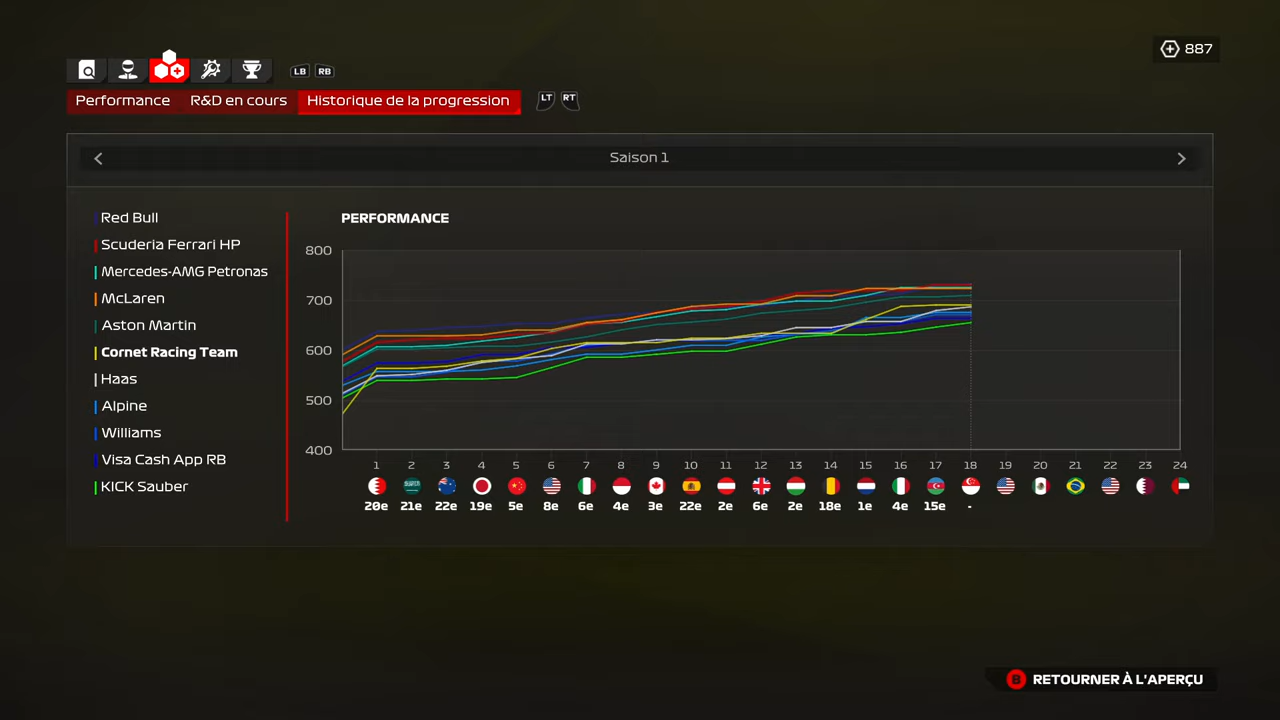 887
LB RB
Performance R&D en cours Historique de la progression LT RT
Saison 1
Red Bull
Scuderia Ferrari HP
Mercedes-AMG Petronas
McLaren
Aston Martin
Cornet Racing Team
Haas
Alpine
Williams
Visa Cash App RB
KICK Sauber
PERFORMANCE
800
700
600
500
400
1 2 3 4 5 6 7 8 9 10 11 12 13 14 15 16 17 18 19 20 21 22 23 24
20e 21e 22e 19e 5e 8e 6e 4e 3e 22e 2e 6e 2e 18e 1e 4e 15e -
B RETOURNER À L'APERÇU